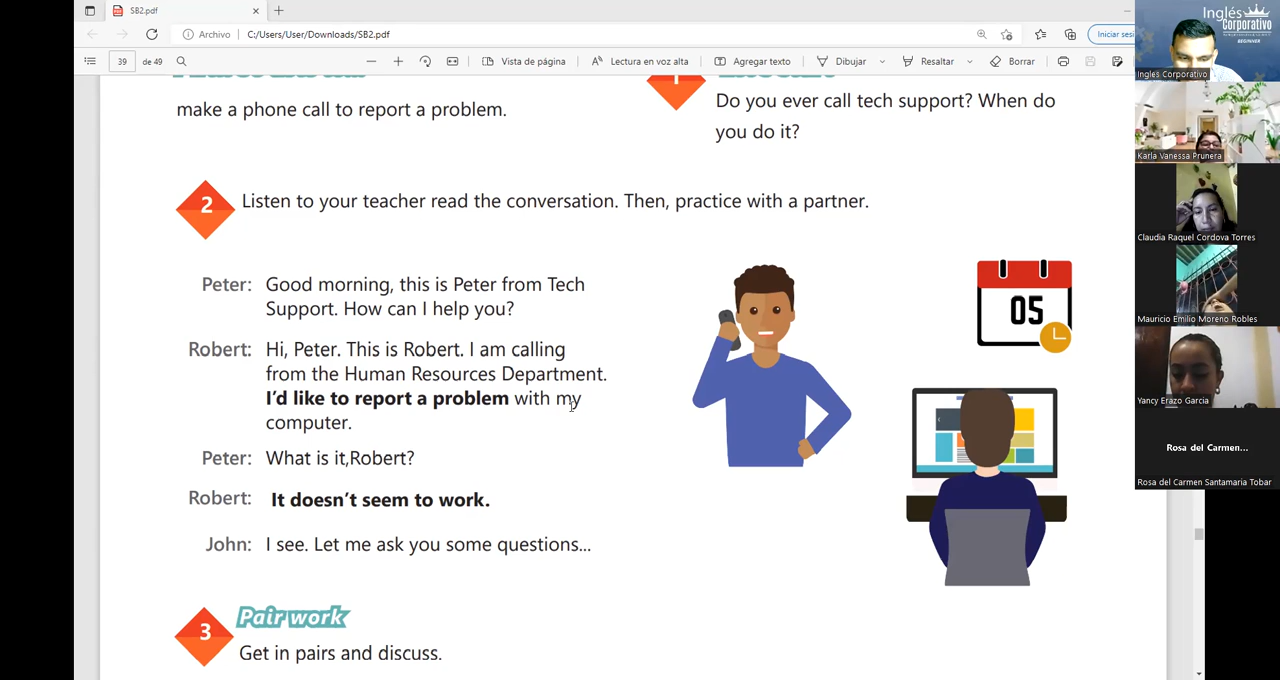 SB2.pdf
Archivo
C:/Users/User/Downloads/SB2.pdf
Iniciar sesi
39 de 49
Vista de página
Lectura en voz alta
Agregar texto
Dibujar
Resaltar
Borrar
make a phone call to report a problem.
1
Do you ever call tech support? When do
you do it?
2
Listen to your teacher read the conversation. Then, practice with a partner.
Peter: Good morning, this is Peter from Tech
Support. How can I help you?
Robert: Hi, Peter. This is Robert. I am calling
from the Human Resources Department.
I'd like to report a problem with my
computer.
Peter: What is it,Robert?
Robert: It doesn't seem to work.
John: I see. Let me ask you some questions...
05
3
Pair work
Get in pairs and discuss.
Inglés
Corporativo
BEGINNER
Inglés Corporativo
Karla Vanessa Prunera
Claudia Raquel Cordova Torres
Mauricio Emilio Moreno Robles
Yancy Erazo Garcia
Rosa del Carmen...
Rosa del Carmen Santamaria Tobar